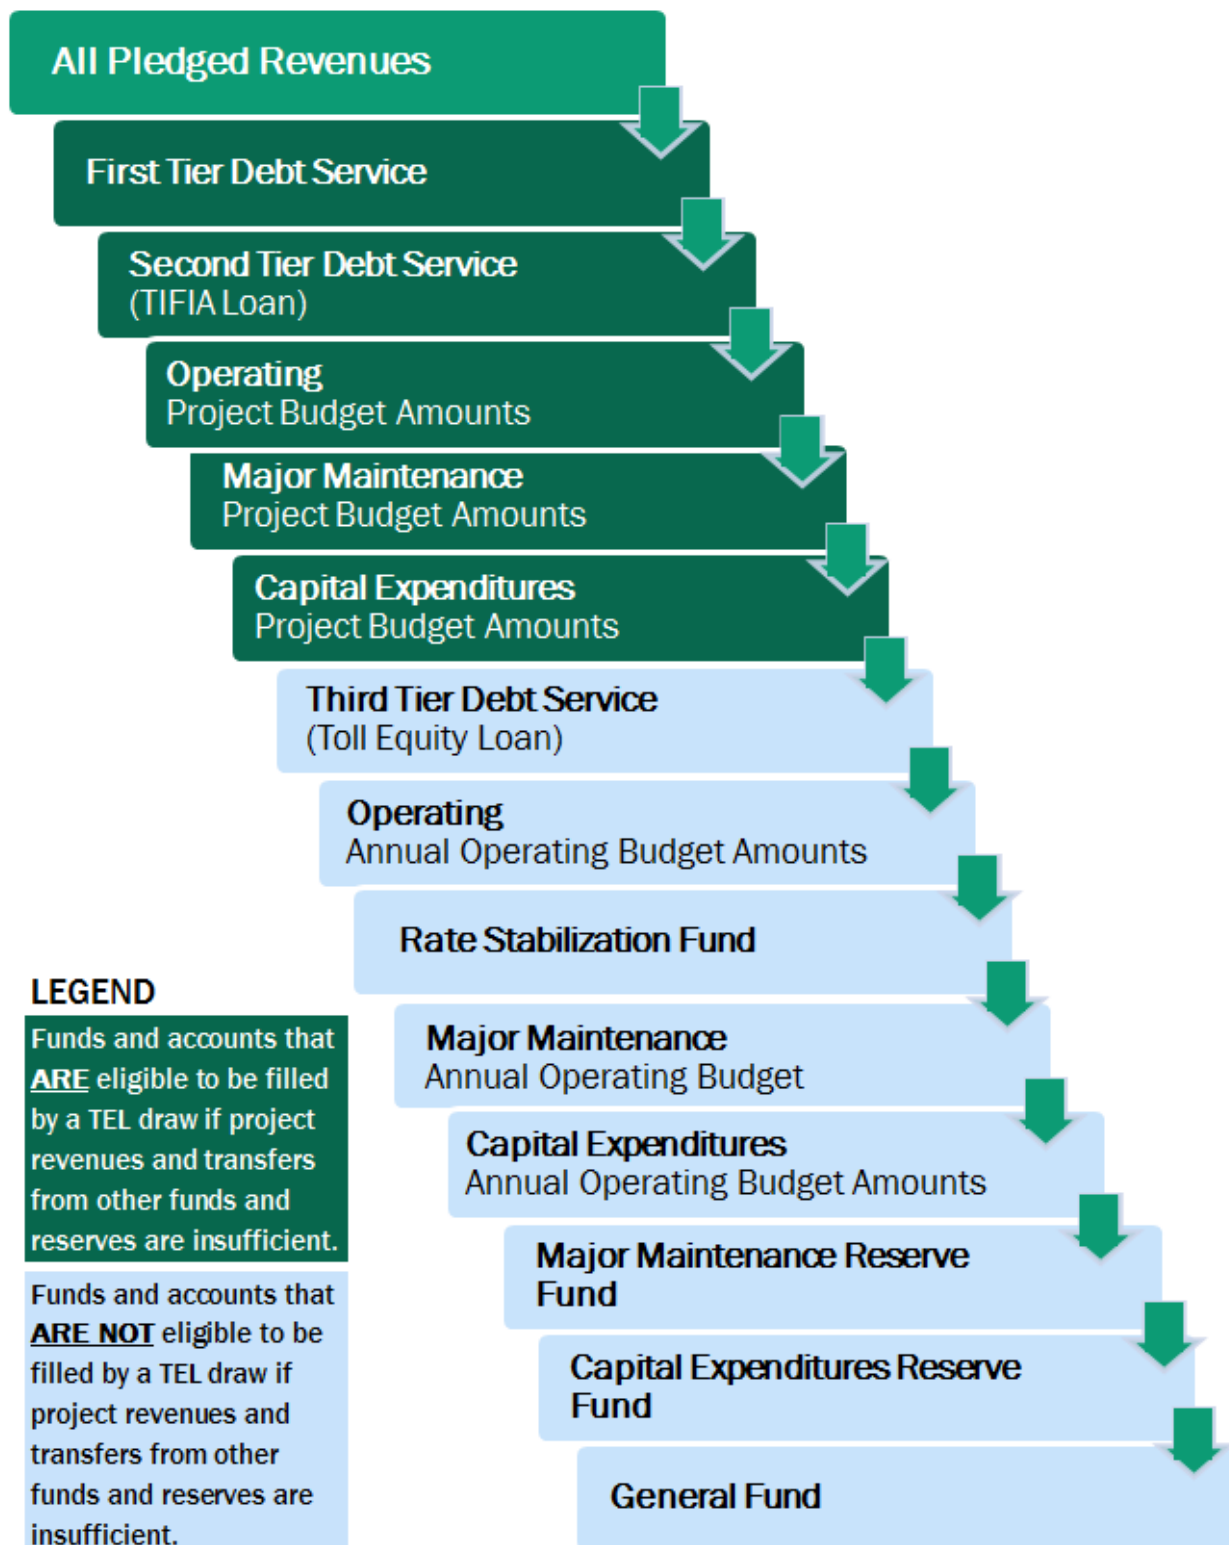 All Pledged Revenues
First Tier Debt Service
Second Tier Debt Service
(TIFIA Loan)
Operating
Project Budget Amounts
Major Maintenance
Project Budget Amounts
Capital Expenditures
Project Budget Amounts
Third Tier Debt Service
(Toll Equity Loan)
Operating
Annual Operating Budget Amounts
Rate Stabilization Fund
Major Maintenance
Annual Operating Budget
Capital Expenditures
Annual Operating Budget Amounts
Major Maintenance Reserve
Fund
Capital Expenditures Reserve
Fund
General Fund
LEGEND
Funds and accounts that
ARE eligible to be filled
by a TEL draw if project
revenues and transfers
from other funds and
reserves are insufficient.
Funds and accounts that
ARE NOT eligible to be
filled by a TEL draw if
project revenues and
transfers from other
funds and reserves are
insufficient.